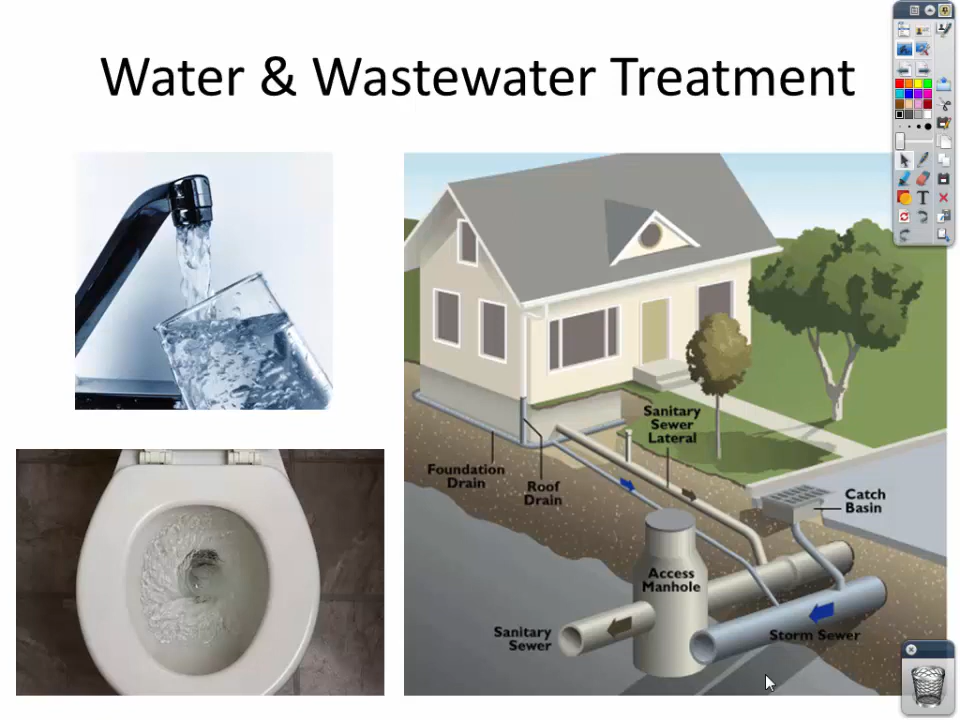 Water & Wastewater Treatment
Sanitary
Sewer
Lateral
Foundation
Drain
Roof
Drain
Catch
Basin
Access
Manhole
Sanitary
Sewer
Storm Sewer
T